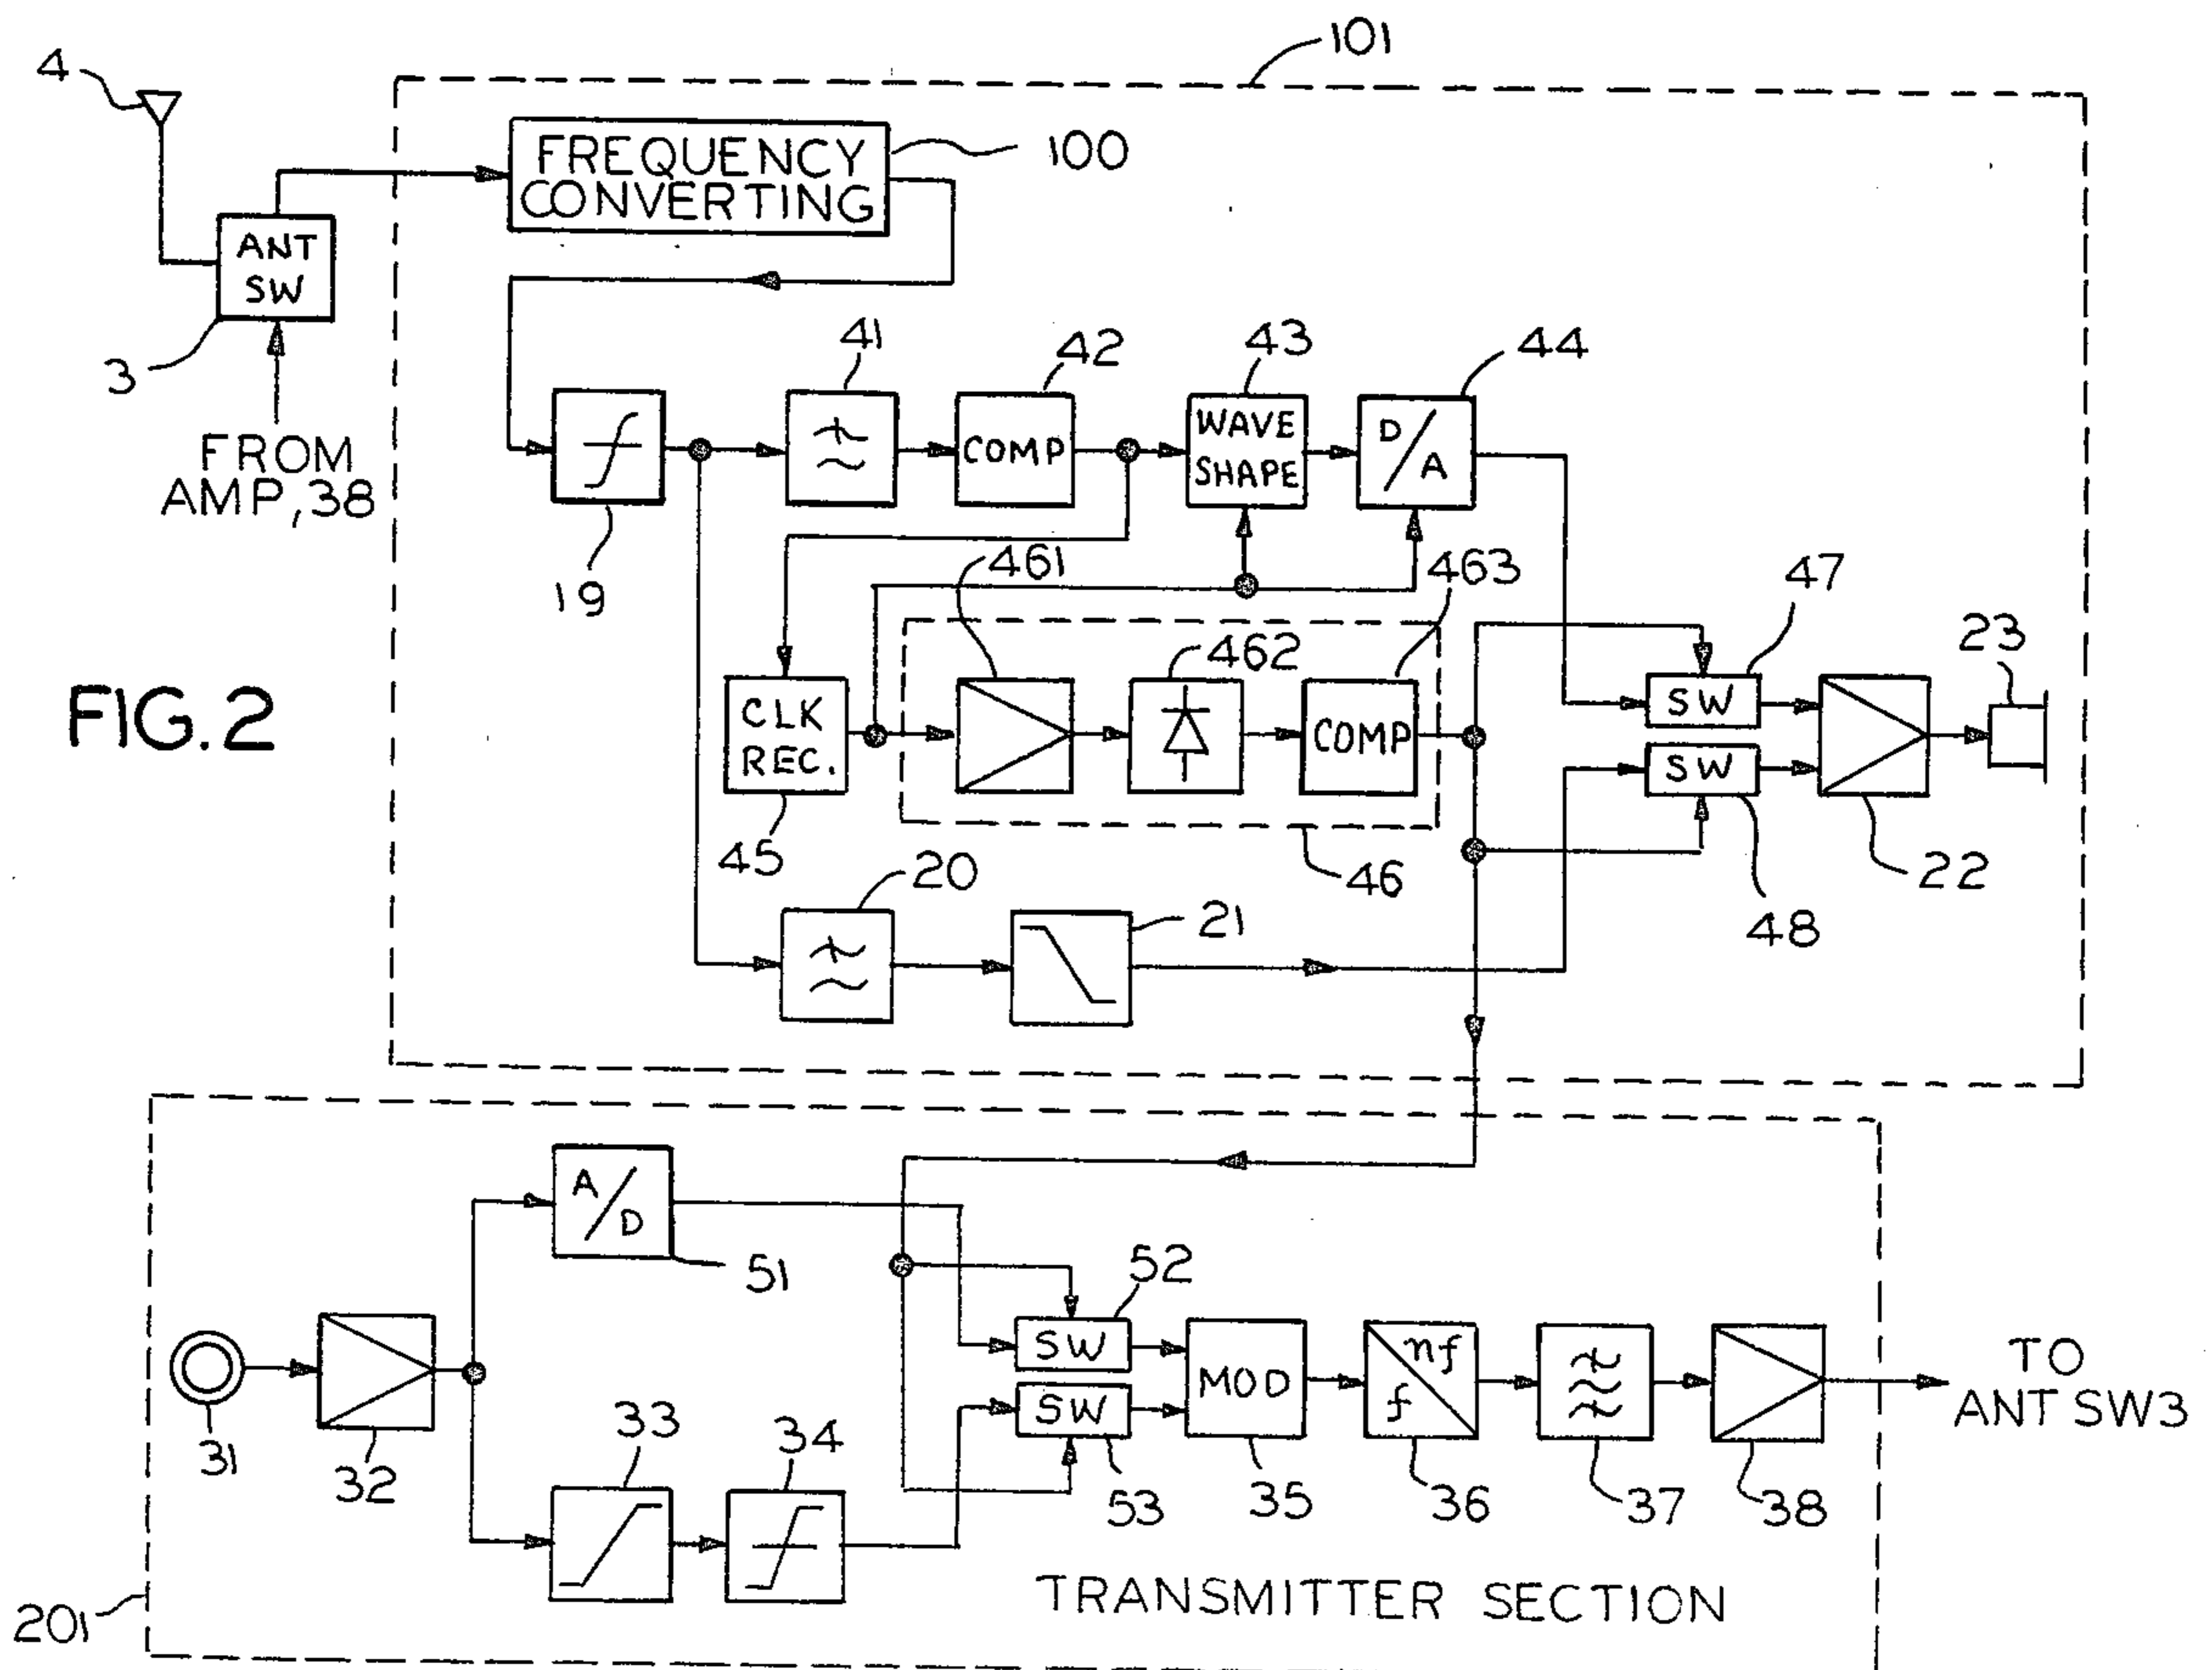 101
4
FREQUENCY
CONVERTING
100
ANT
SW
3
FROM
AMP, 38
41
42
43
44
COMP
WAVE
SHAPE
D/A
19
461
463
47
23
FIG. 2
CLK
REC.
462
COMP
SW
SW
45
46
22
20
21
48
A/D
51
52
SW
SW
MOD
nf
f
TO
ANT SW3
31
32
33
34
53
35
36
37
38
TRANSMITTER SECTION
201